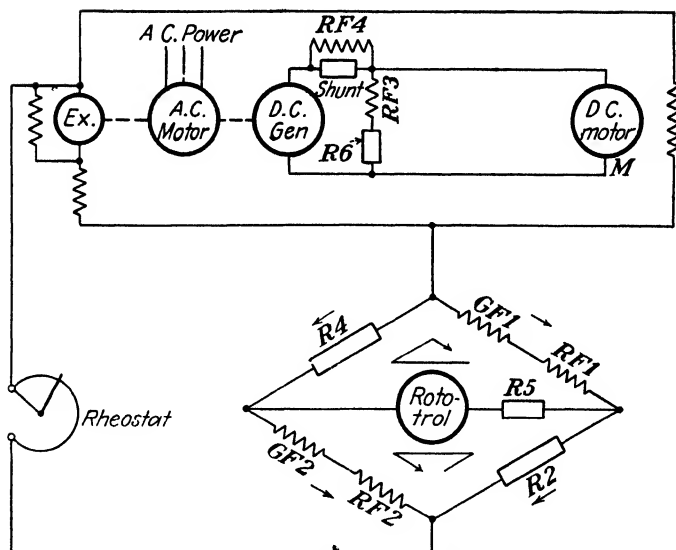 A.C. Power
RF4
Shunt
RF3
Ex.
A.C.
Motor
D.C.
Gen
R6
D.C.
motor
M
R4
GF1
RF1
Roto-
trol
R5
Rheostat
GF2
RF2
R2